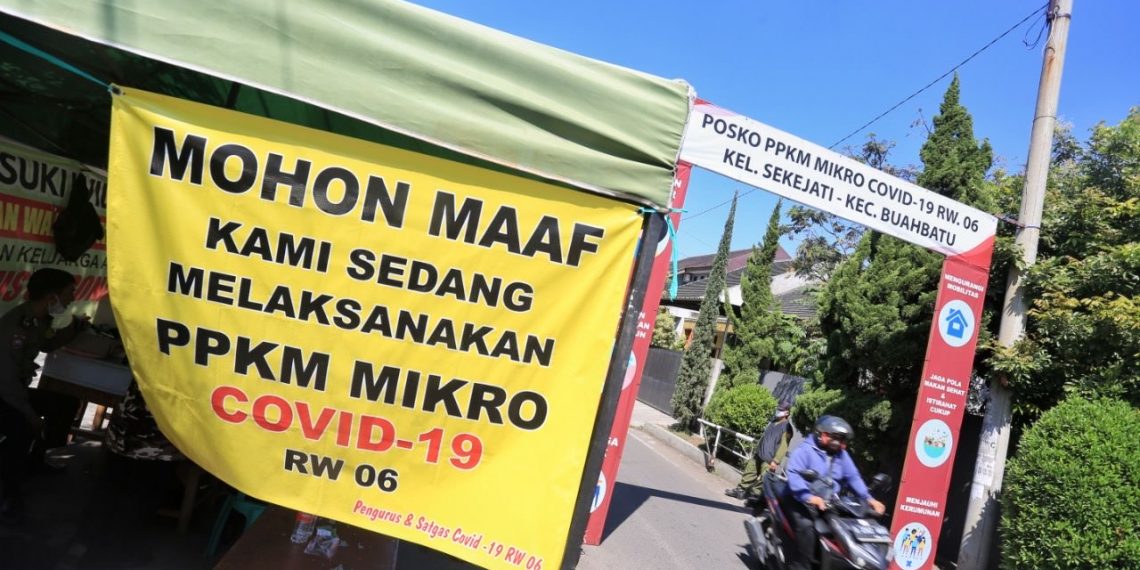 MOHON MAAF
KAMI SEDANG
MELAKSANAKAN
PPKM MIKRO
COVID-19
RW 06
Pengurus & Satgas Covid -19 RW 06
POSKO PPKM MIKRO COVID-19 RW. 06
KEL. SEKEJATI - KEC. BUAHBATU
MENGURANGI
MOBILITAS
JAGA POLA
MAKAN SEHAT
& ISTIRAHAT
CUKUP
MENJAUHI
KERUMUNAN